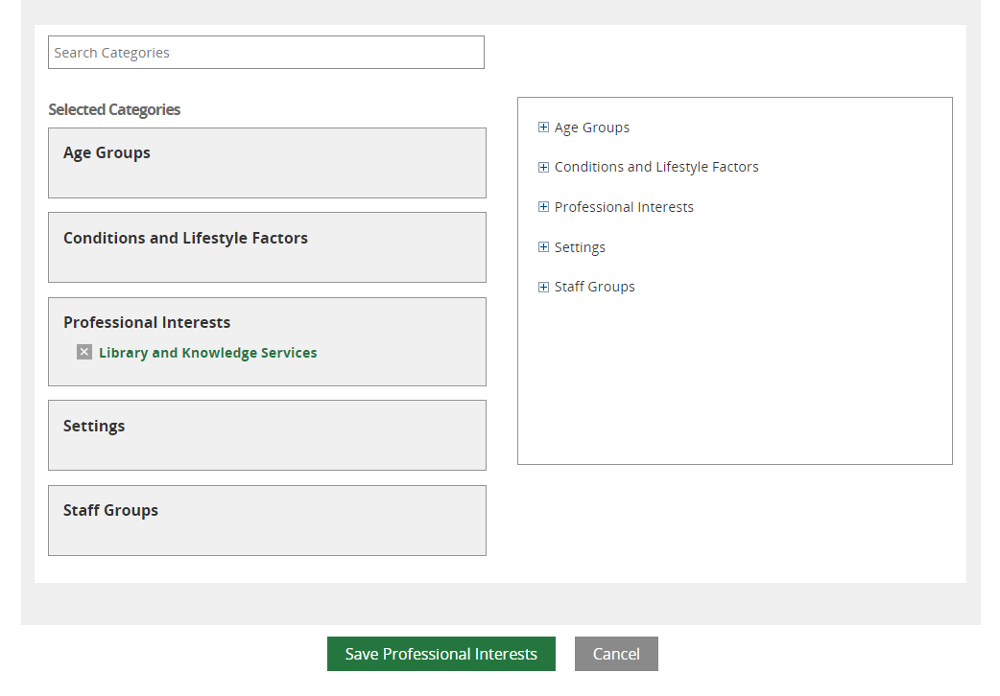 Search Categories
Selected Categories
Age Groups
Conditions and Lifestyle Factors
Professional Interests
Library and Knowledge Services
Settings
Staff Groups
Age Groups
Conditions and Lifestyle Factors
Professional Interests
Settings
Staff Groups
Save Professional Interests
Cancel